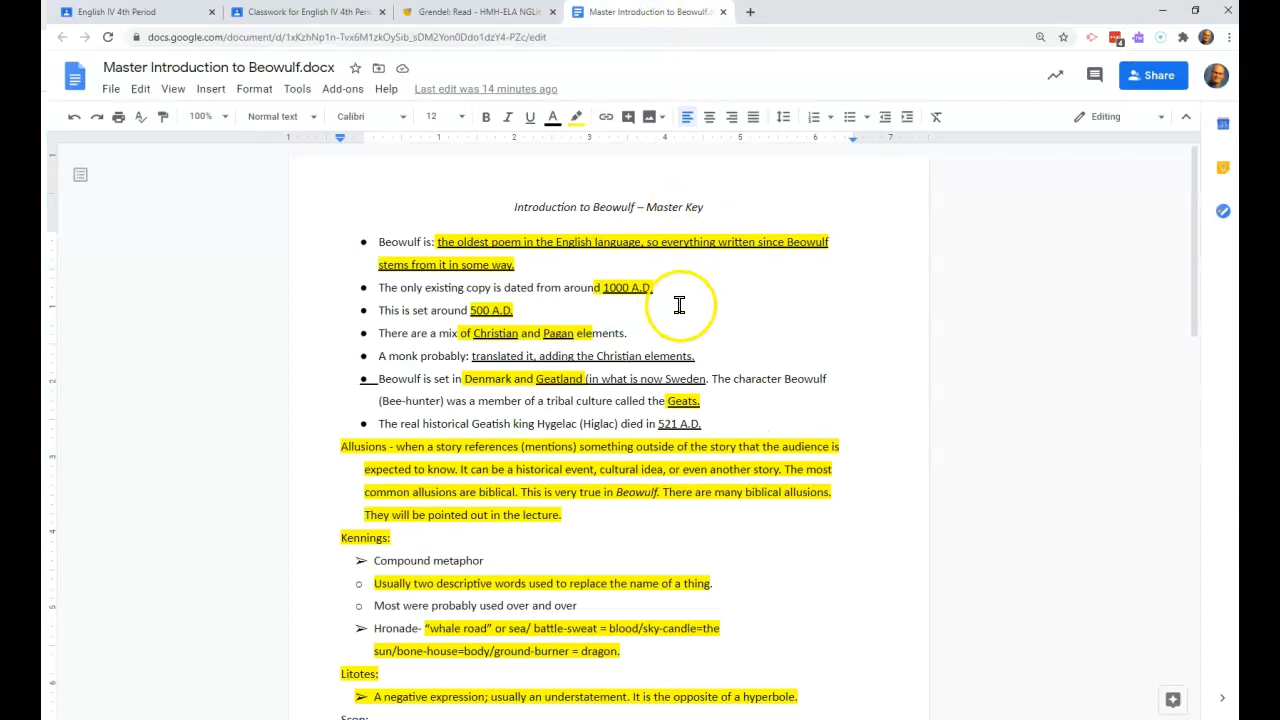 English IV 4th Period
Classwork for English IV 4th Period
Grendel: Read - HMH-ELA NGLin
Master Introduction to Beowulf.do
Master Introduction to Beowulf.docx
File Edit View Insert Format Tools Add-ons Help Last edit was 14 minutes ago
Share
100% Normal text Calibri 12 Editing
1 1 2 3 4 5 6 7
Introduction to Beowulf – Master Key
● Beowulf is: the oldest poem in the English language, so everything written since Beowulf
stems from it in some way.
● The only existing copy is dated from around 1000 A.D.
● This is set around 500 A.D.
● There are a mix of Christian and Pagan elements.
● A monk probably: translated it, adding the Christian elements.
● Beowulf is set in Denmark and Geatland (in what is now Sweden. The character Beowulf
(Bee-hunter) was a member of a tribal culture called the Geats.
● The real historical Geatish king Hygelac (Higlac) died in 521 A.D.
Allusions - when a story references (mentions) something outside of the story that the audience is
expected to know. It can be a historical event, cultural idea, or even another story. The most
common allusions are biblical. This is very true in Beowulf. There are many biblical allusions.
They will be pointed out in the lecture.
Kennings:
➢ Compound metaphor
o Usually two descriptive words used to replace the name of a thing.
o Most were probably used over and over
➢ Hronade- “whale road” or sea/ battle-sweat = blood/sky-candle=the
sun/bone-house=body/ground-burner = dragon.
Litotes:
➢ A negative expression; usually an understatement. It is the opposite of a hyperbole.
Scop: